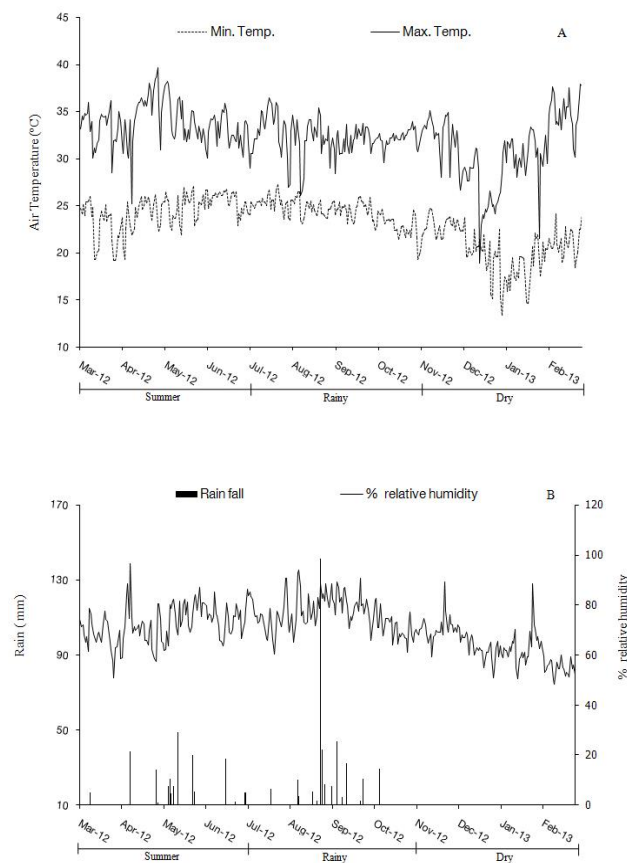 Min. Temp. Max. Temp. A
45
40
35
30
25
20
15
10
Air Temperature (°C)
Mar-12 Apr-12 May-12 Jun-12 Jul-12 Aug-12 Sep-12 Oct-12 Nov-12 Dec-12 Jan-13 Feb-13
Summer Rainy Dry
Rain fall % relative humidity B
170
130
90
50
10
Rain (mm)
120
100
80
60
40
20
0
% relative humidity
Mar-12 Apr-12 May-12 Jun-12 Jul-12 Aug-12 Sep-12 Oct-12 Nov-12 Dec-12 Jan-13 Feb-13
Summer Rainy Dry